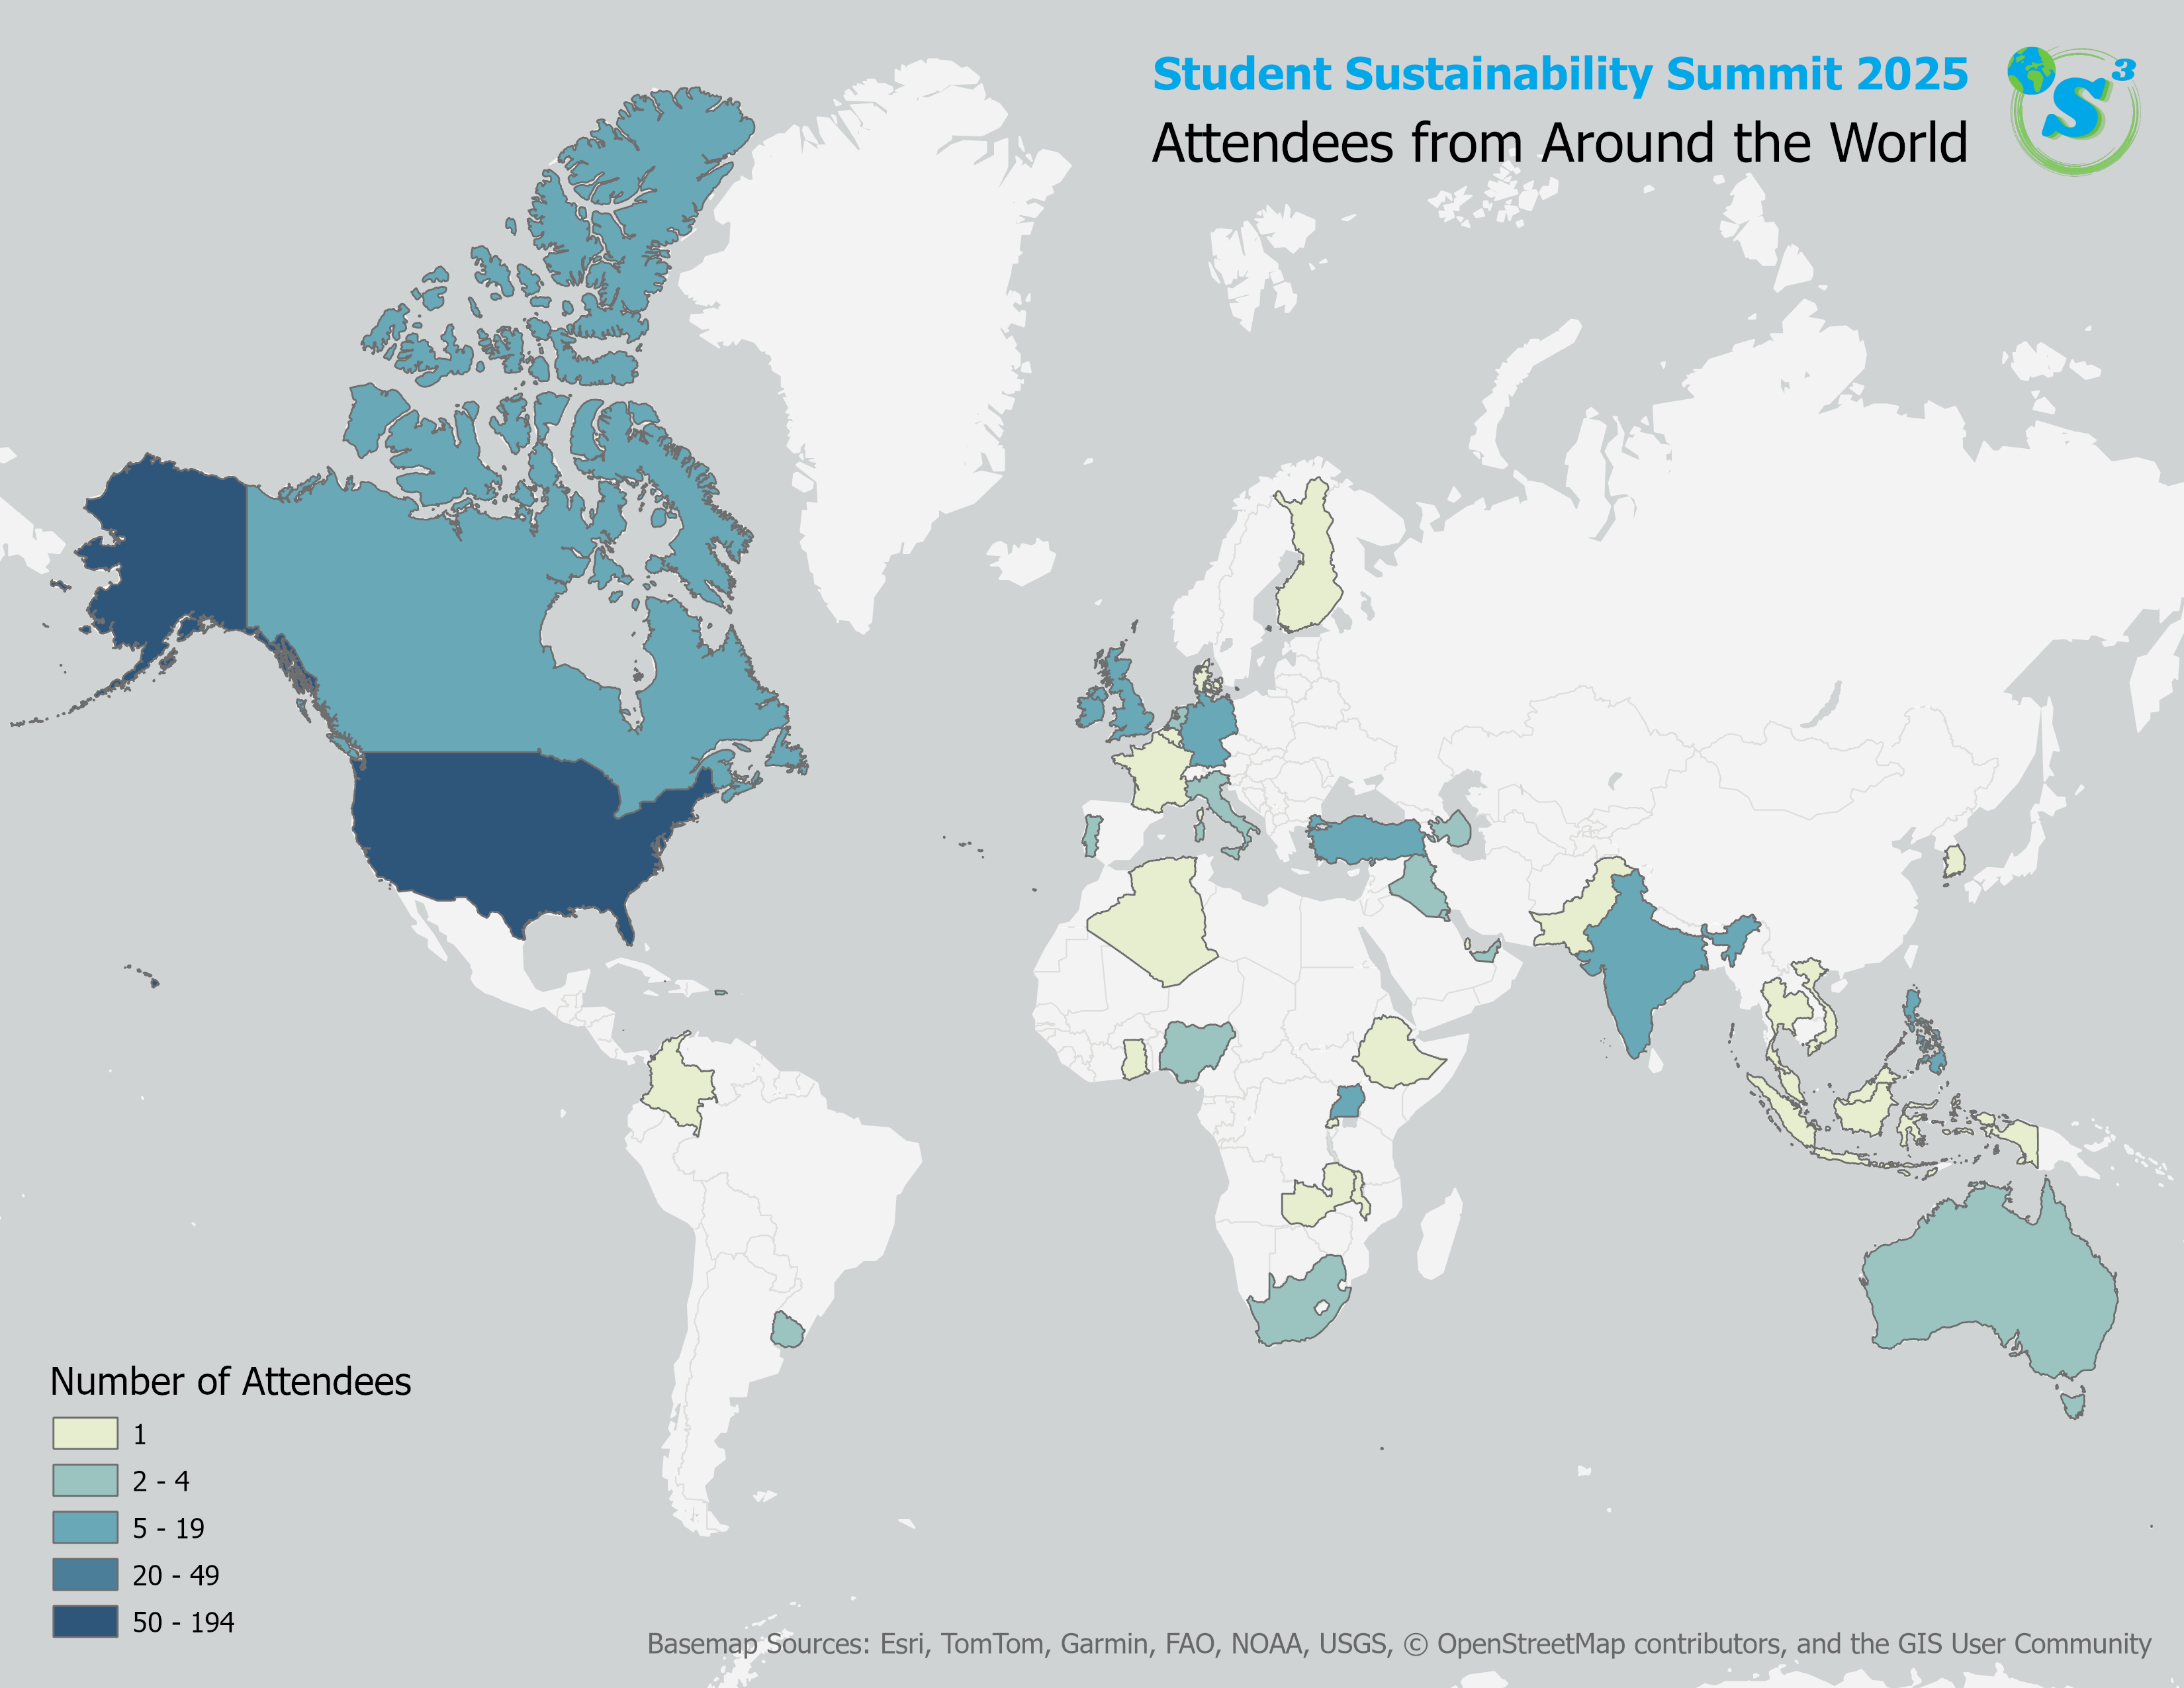 Student Sustainability Summit 2025
Attendees from Around the World
S3
Number of Attendees
1
2 - 4
5 - 19
20 - 49
50 - 194
Basemap Sources: Esri, TomTom, Garmin, FAO, NOAA, USGS, © OpenStreetMap contributors, and the GIS User Community